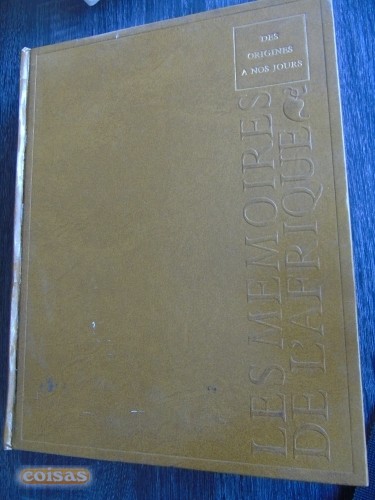 DES
ORIGINES
A NOS JOURS
LES MEMOIRES
DE L'AFRIQUE
coisas